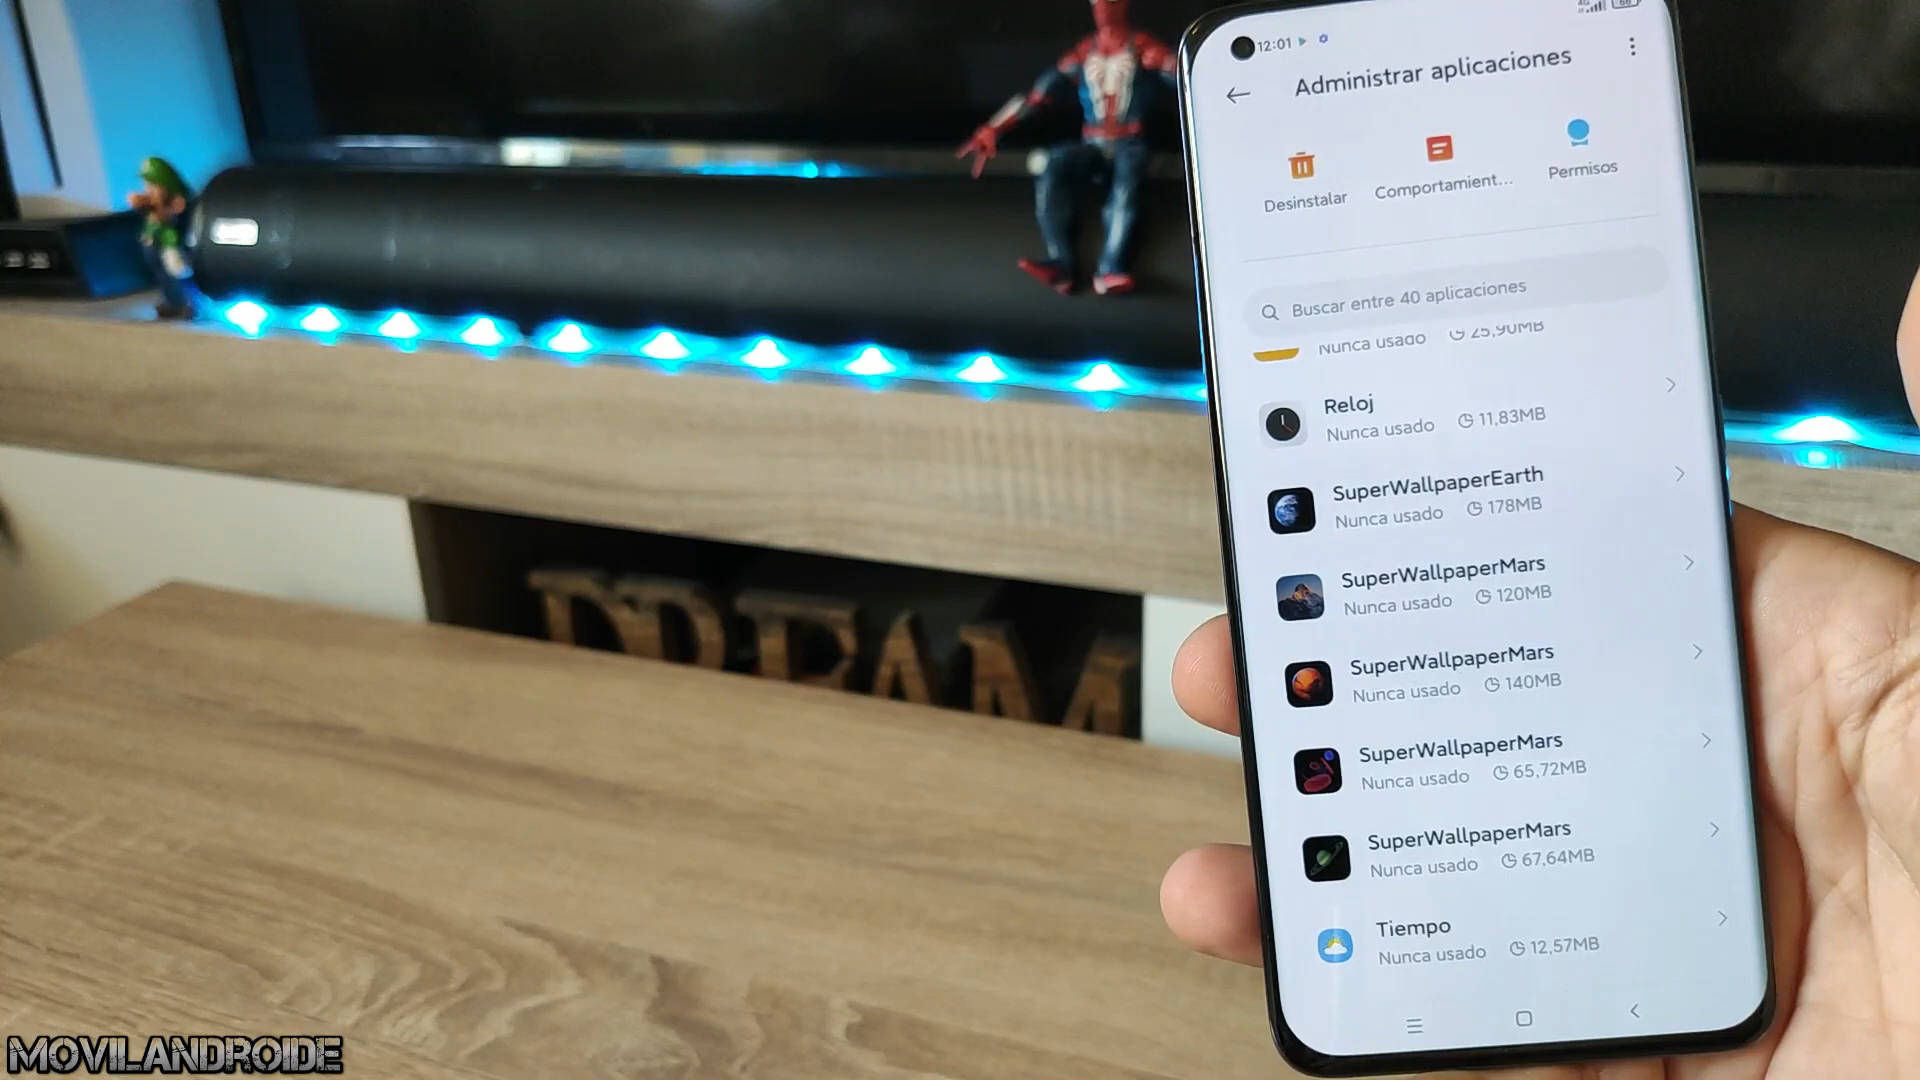 12:01
Administrar aplicaciones
Desinstalar
Comportamient...
Permisos
Buscar entre 40 aplicaciones
Nunca usado 25,90MB
Reloj
Nunca usado 11,83MB
SuperWallpaperEarth
Nunca usado 178MB
SuperWallpaperMars
Nunca usado 120MB
SuperWallpaperMars
Nunca usado 140MB
SuperWallpaperMars
Nunca usado 65,72MB
SuperWallpaperMars
Nunca usado 67,64MB
Tiempo
Nunca usado 12,57MB
DREAM
MOVILANDROIDE